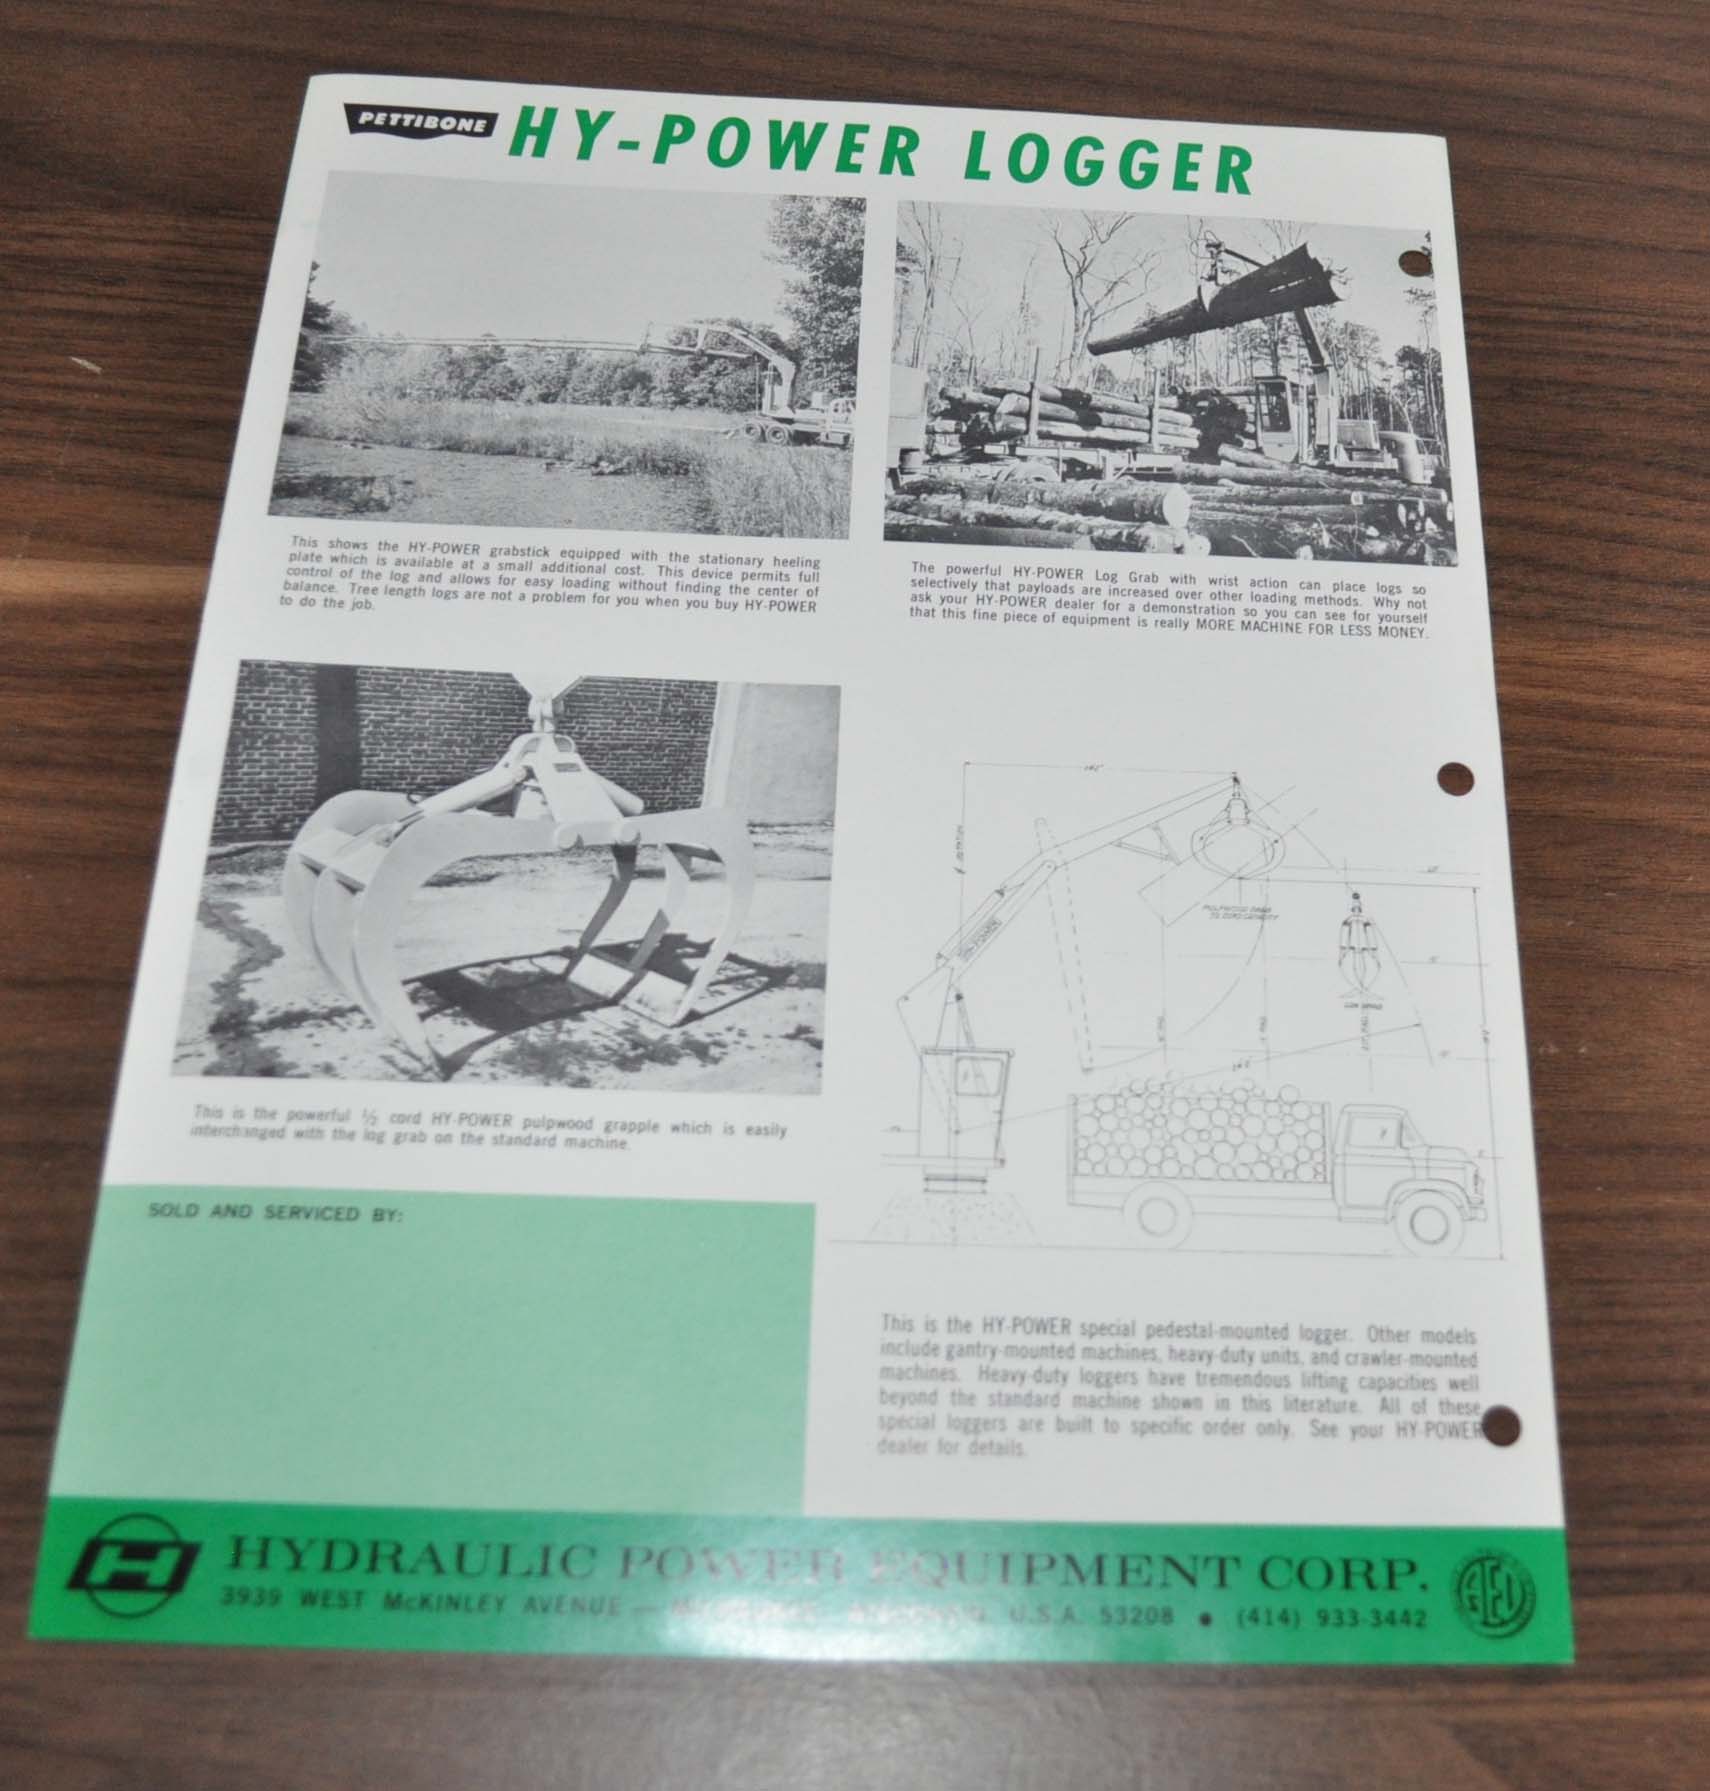 PETTIBONE HY-POWER LOGGER
This shows the HY-POWER grabstick equipped with the stationary heeling
plate which is available at a small additional cost. This device permits full
control of the log and allows for easy loading without finding the center of
balance. Tree length logs are not a problem for you when you buy HY-POWER
to do the job.
The powerful HY-POWER Log Grab with wrist action can place logs so
selectively that payloads are increased over other loading methods. Why not
ask your HY-POWER dealer for a demonstration so you can see for yourself
that this fine piece of equipment is really MORE MACHINE FOR LESS MONEY.
This is the powerful ½ cord HY-POWER pulpwood grapple which is easily
interchanged with the log grab on the standard machine.
HY-POWER
PULPWOOD GRAB
LOG GRAB
SOLD AND SERVICED BY:
This is the HY-POWER special pedestal-mounted logger. Other models
include gantry-mounted machines, heavy-duty units, and crawler-mounted
machines. Heavy-duty loggers have tremendous lifting capacities well
beyond the standard machine shown in this literature. All of these
special loggers are built to specific order only. See your HY-POWER
dealer for details.
H HYDRAULIC POWER EQUIPMENT CORP.
3939 WEST McKINLEY AVENUE — U.S.A. 53208 • (414) 933-3442